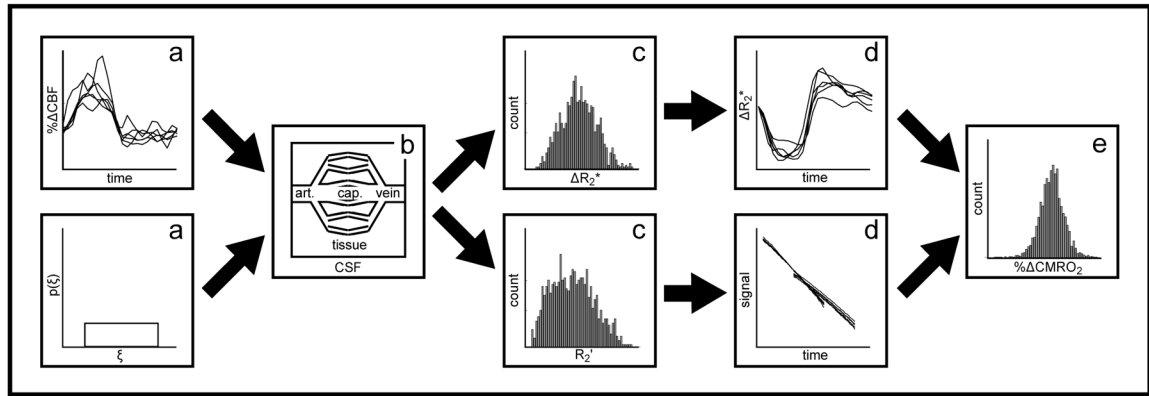 a
%ΔCBF
time
a
p(ξ)
ξ
b
art.
cap.
vein
tissue
CSF
c
count
ΔR₂*
c
count
R₂'
d
ΔR₂*
time
d
signal
time
e
count
%ΔCMRO₂